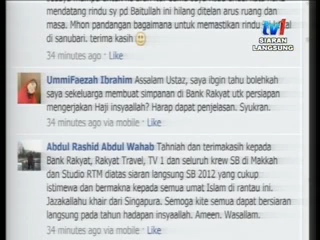 mendatang rindu sy pd Baitullah ini hilang ditelan arus ruang dan
masa. Mhon pandangan bagaimana untuk memastikan rindu
di sanubari. terima kasih
34 minutes ago · Like
tv1
SIARAN
LANGSUNG
UmmiFaezah Ibrahim Assalam Ustaz, saya ibgin tahu bolehkah
saya sekeluarga membuat simpanan di Bank Rakyat utk persiapan
mengerjakan Haji insyaallah? Harap dapat penjelasan. Syukran.
34 minutes ago via mobile · Like
Abdul Rashid Abdul Wahab Tahniah dan terimakasih kepada
Bank Rakyat, Rakyat Travel, TV 1 dan seluruh krew SB di Makkah
dan Studio RTM diatas siaran langsung SB 2012 yang cukup
istimewa dan bermakna kepada semua umat Islam di rantau ini.
Jazakallahu khair dari Singapura. Semoga kite semua dapat bersiaran
langsung pada tahun hadapan insyaallah. Ameen. Wasallam.
34 minutes ago via mobile · Like